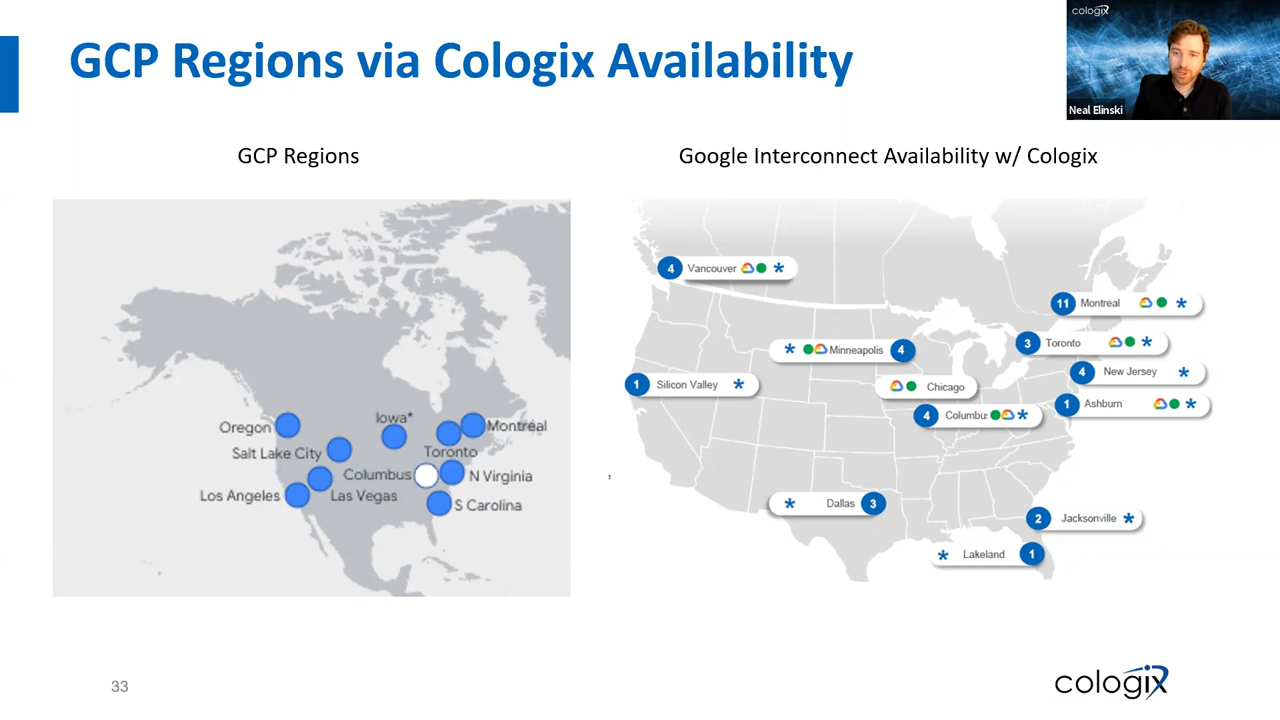 GCP Regions via Cologix Availability
cologix
Neal Elinski
GCP Regions
Google Interconnect Availability w/ Cologix
Oregon
Salt Lake City
Los Angeles
Las Vegas
Iowa*
Columbus
Toronto
Montréal
N Virginia
S Carolina
4 Vancouver *
11 Montreal *
3 Toronto *
* Minneapolis 4
4 New Jersey *
1 Silicon Valley *
Chicago
1 Ashburn *
4 Columbu: *
,
* Dallas 3
2 Jacksonville *
* Lakeland 1
33
cologix